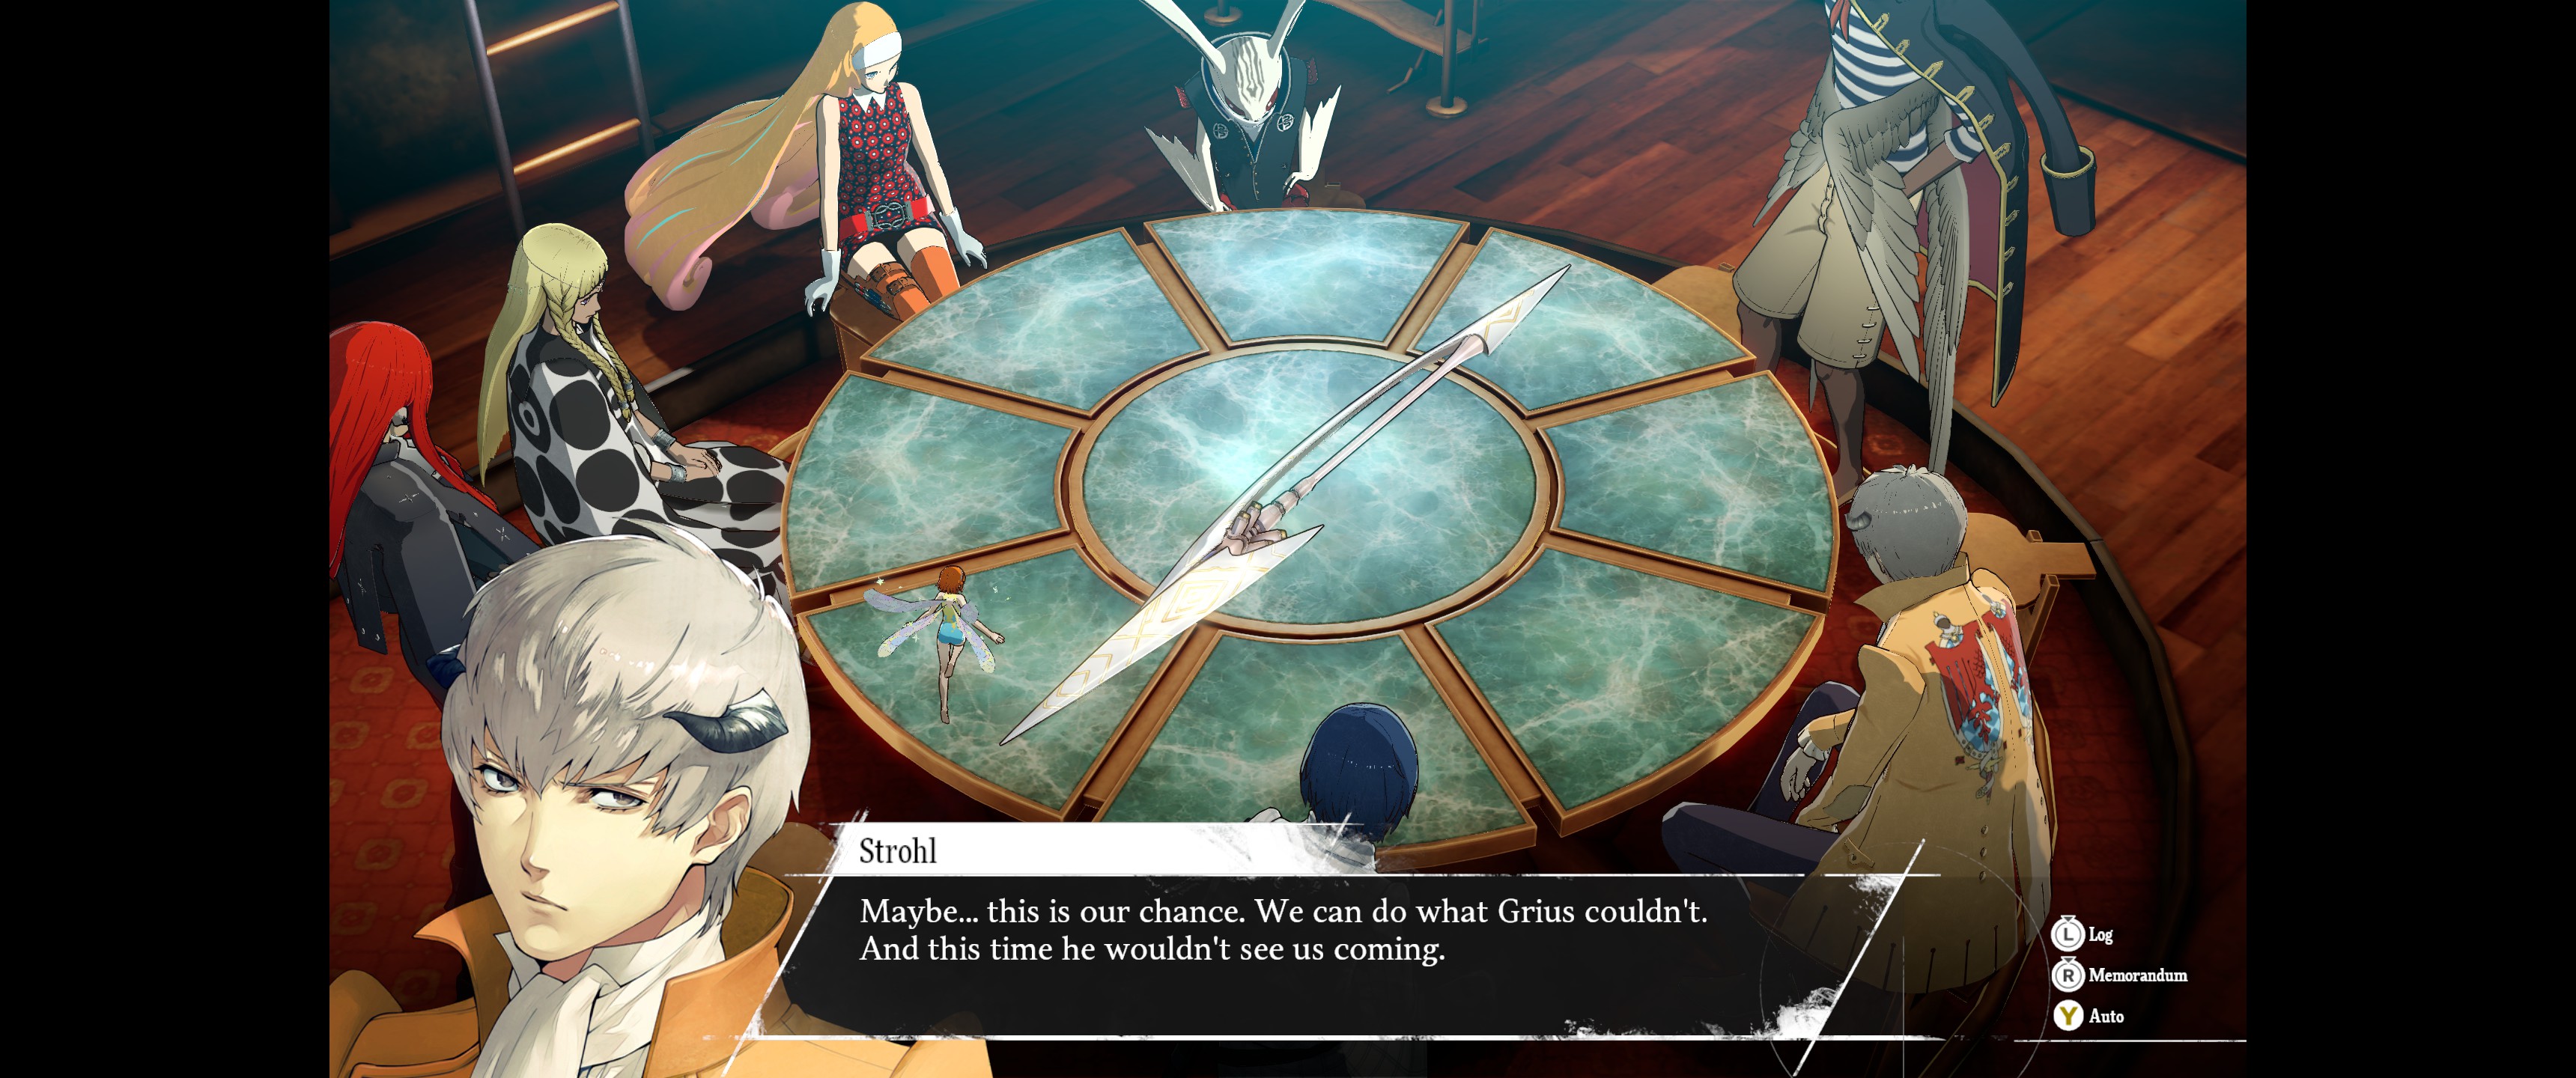 Strohl
Maybe... this is our chance. We can do what Grius couldn't.
And this time he wouldn't see us coming.
L Log
R Memorandum
Y Auto